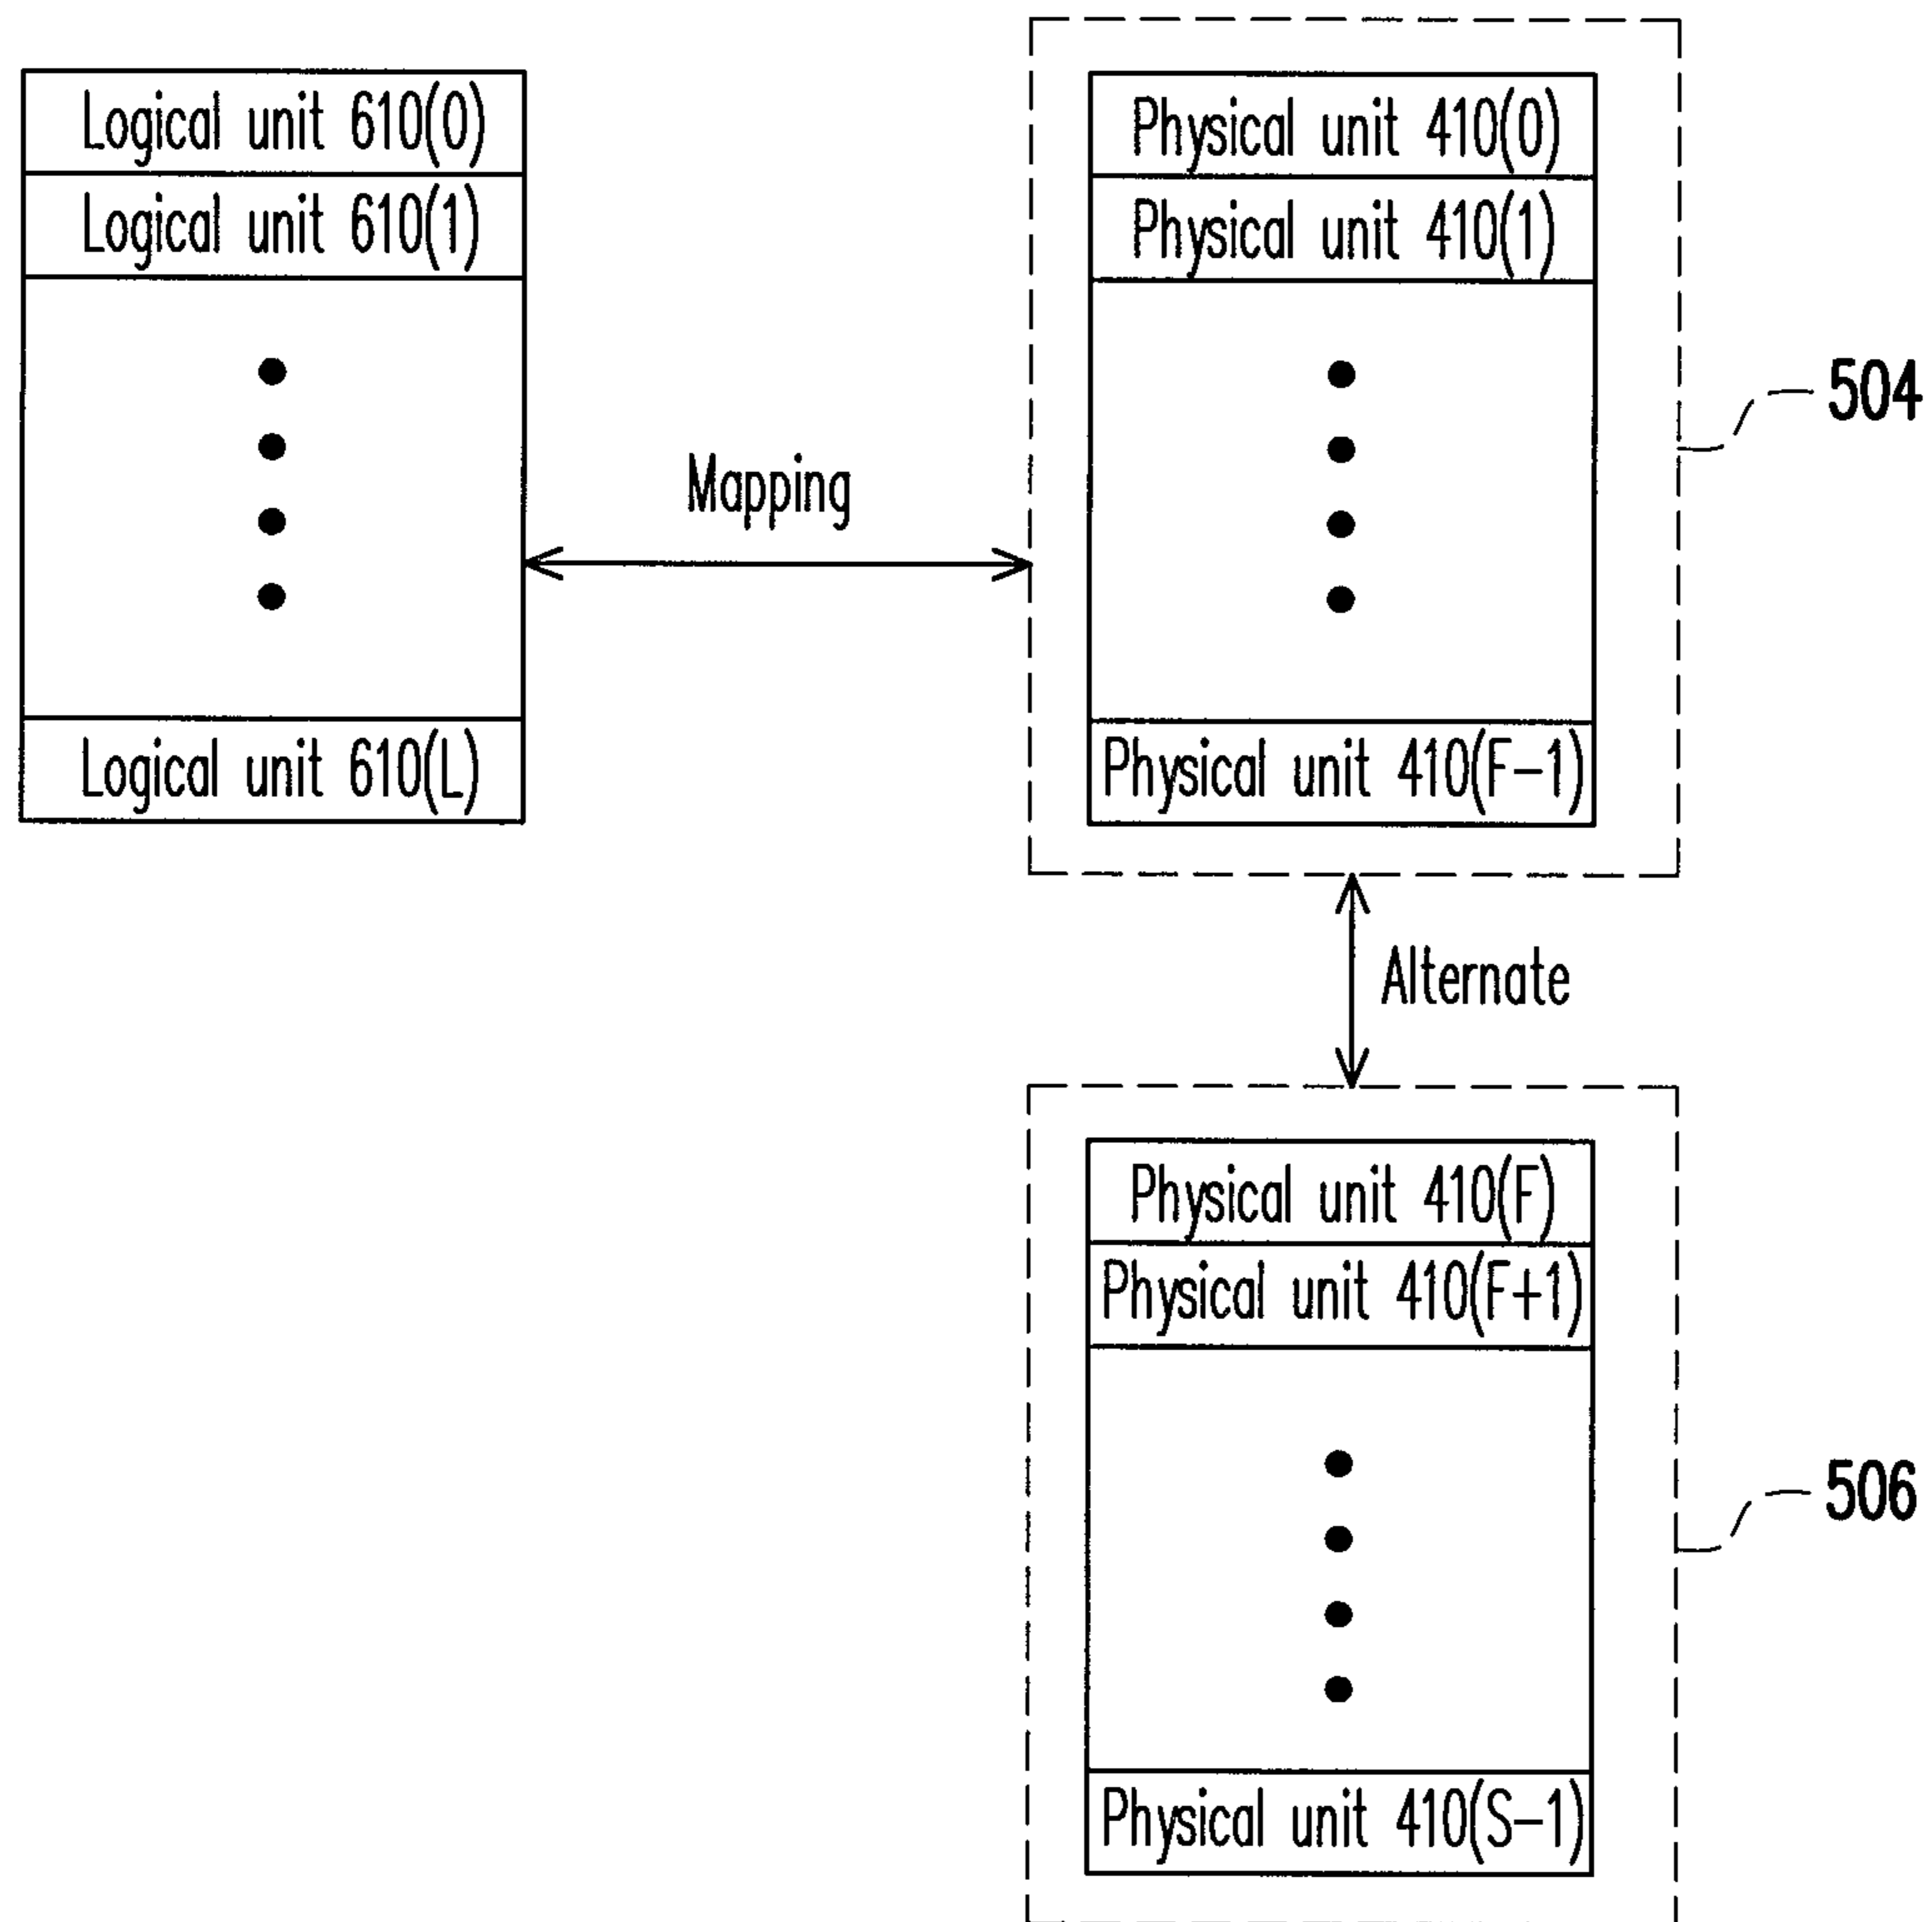 Logical unit 610(0)
Logical unit 610(1)
Logical unit 610(L)
Mapping
Physical unit 410(0)
Physical unit 410(1)
Physical unit 410(F-1)
504
Alternate
Physical unit 410(F)
Physical unit 410(F+1)
Physical unit 410(S-1)
506